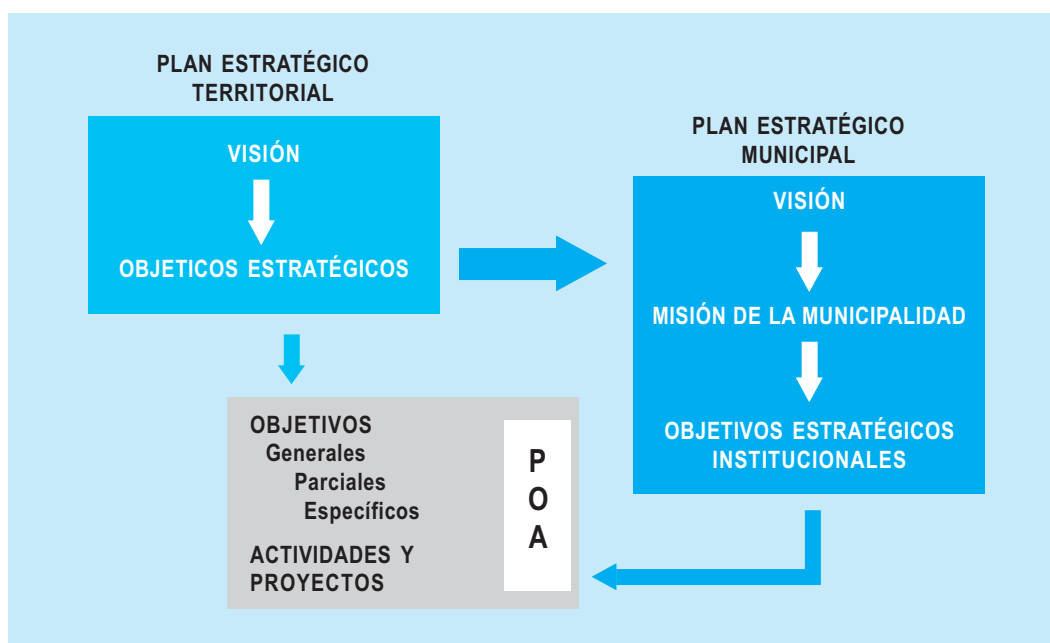 PLAN ESTRATÉGICO
TERRITORIAL
VISIÓN
OBJETICOS ESTRATÉGICOS
PLAN ESTRATÉGICO
MUNICIPAL
VISIÓN
MISIÓN DE LA MUNICIPALIDAD
OBJETIVOS ESTRATÉGICOS
INSTITUCIONALES
OBJETIVOS
Generales
Parciales
Específicos
ACTIVIDADES Y
PROYECTOS
P
O
A